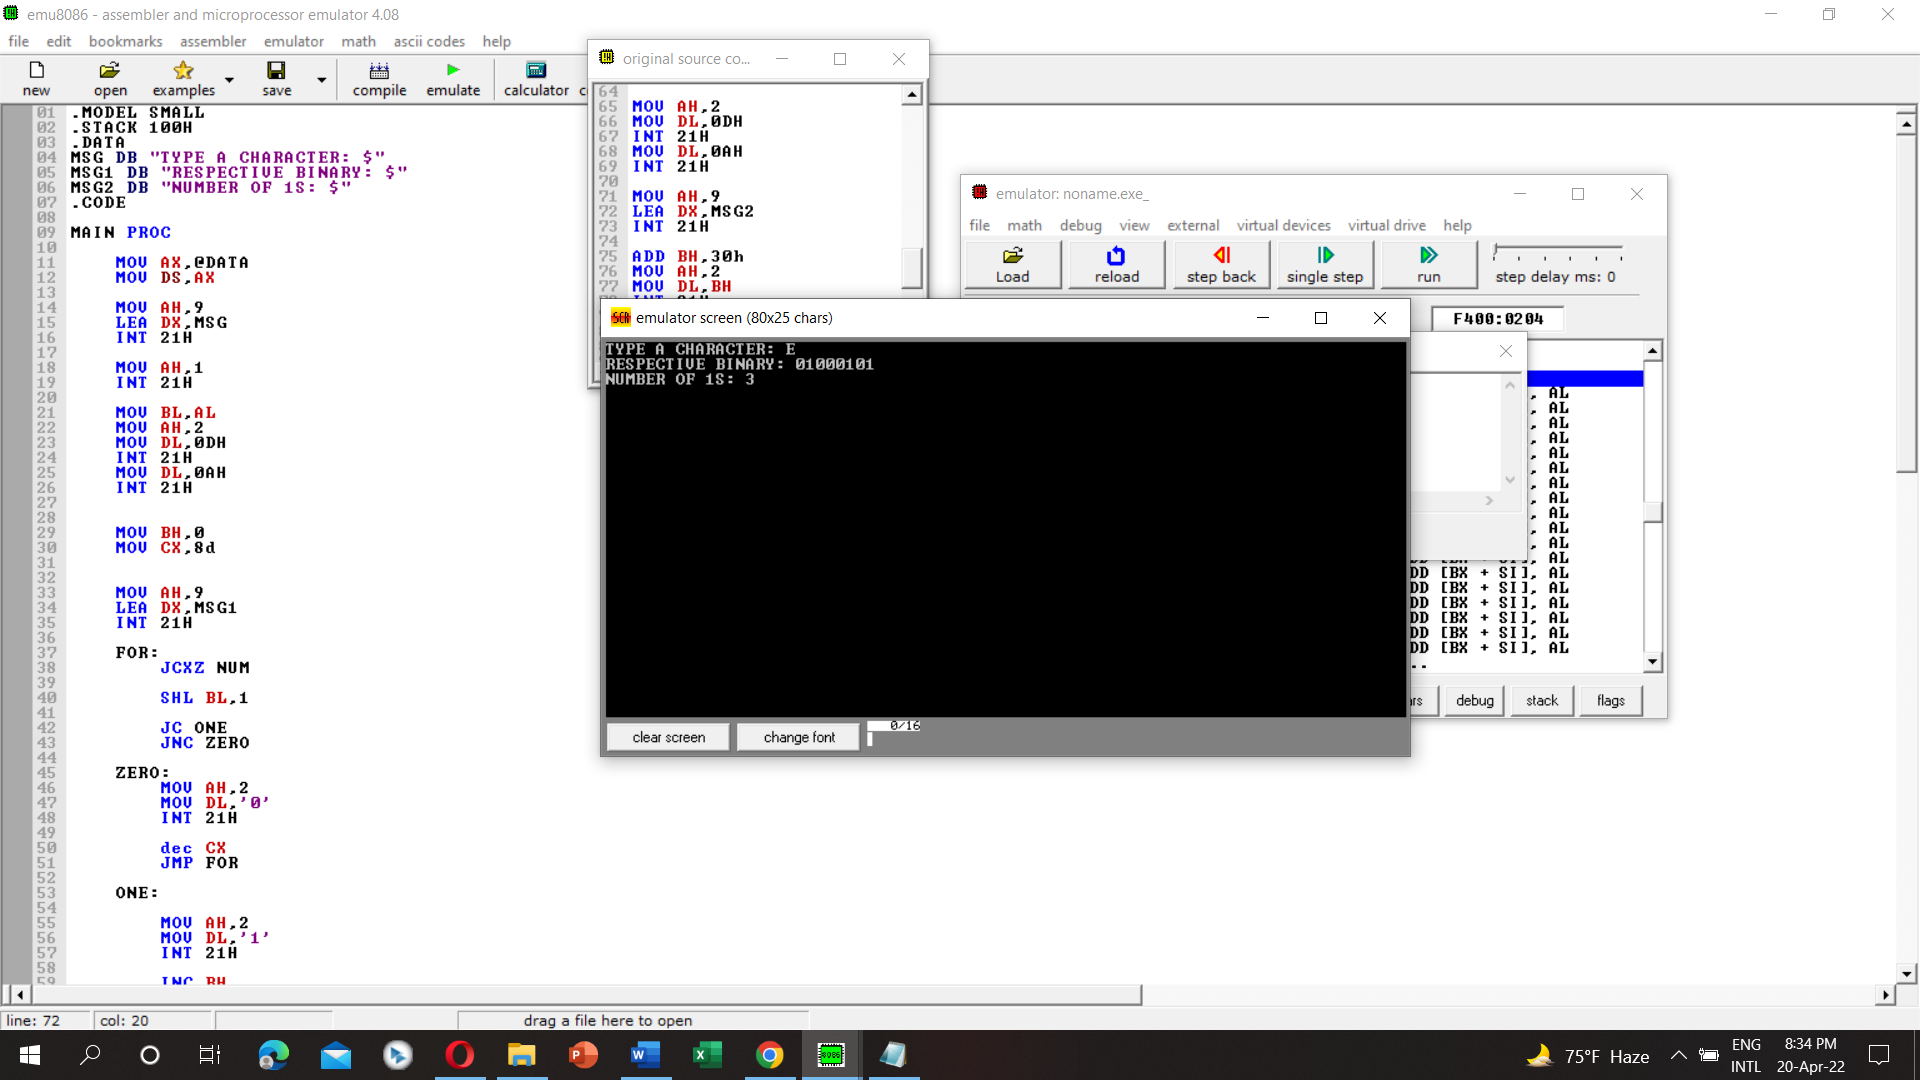 emu8086 - assembler and microprocessor emulator 4.08
file edit bookmarks assembler emulator math ascii codes help
new open examples save compile emulate calculator
01 .MODEL SMALL
02 .STACK 100H
03 .DATA
04 MSG DB "TYPE A CHARACTER: $"
05 MSG1 DB "RESPECTIVE BINARY: $"
06 MSG2 DB "NUMBER OF 1S: $"
07 .CODE
08
09 MAIN PROC
10
11 MOV AX,@DATA
12 MOV DS,AX
13
14 MOV AH,9
15 LEA DX,MSG
16 INT 21H
17
18 MOV AH,1
19 INT 21H
20
21 MOV BL,AL
22 MOV AH,2
23 MOV DL,0DH
24 INT 21H
25 MOV DL,0AH
26 INT 21H
27
28
29 MOV BH,0
30 MOV CX,8d
31
32
33 MOV AH,9
34 LEA DX,MSG1
35 INT 21H
36
37 FOR:
38 JCXZ NUM
39
40 SHL BL,1
41
42 JC ONE
43 JNC ZERO
44
45 ZERO:
46 MOV AH,2
47 MOV DL,'0'
48 INT 21H
49
50 dec CX
51 JMP FOR
52
53 ONE:
54
55 MOV AH,2
56 MOV DL,'1'
57 INT 21H
58
59 INC BH
line: 72 col: 20 drag a file here to open
original source co...
64
65 MOV AH,2
66 MOV DL,0DH
67 INT 21H
68 MOV DL,0AH
69 INT 21H
70
71 MOV AH,9
72 LEA DX,MSG2
73 INT 21H
74
75 ADD BH,30h
76 MOV AH,2
77 MOV DL,BH
emulator: noname.exe_
file math debug view external virtual devices virtual drive help
Load reload step back single step run step delay ms: 0
F400:0204
, AL
, AL
, AL
, AL
, AL
, AL
, AL
, AL
, AL
, AL
, AL
, AL
DD [BX + SI], AL
DD [BX + SI], AL
DD [BX + SI], AL
DD [BX + SI], AL
DD [BX + SI], AL
DD [BX + SI], AL
..
debug stack flags
emulator screen (80x25 chars)
TYPE A CHARACTER: E
RESPECTIVE BINARY: 01000101
NUMBER OF 1S: 3
clear screen change font 0/16
75°F Haze
ENG
INTL
8:34 PM
20-Apr-22